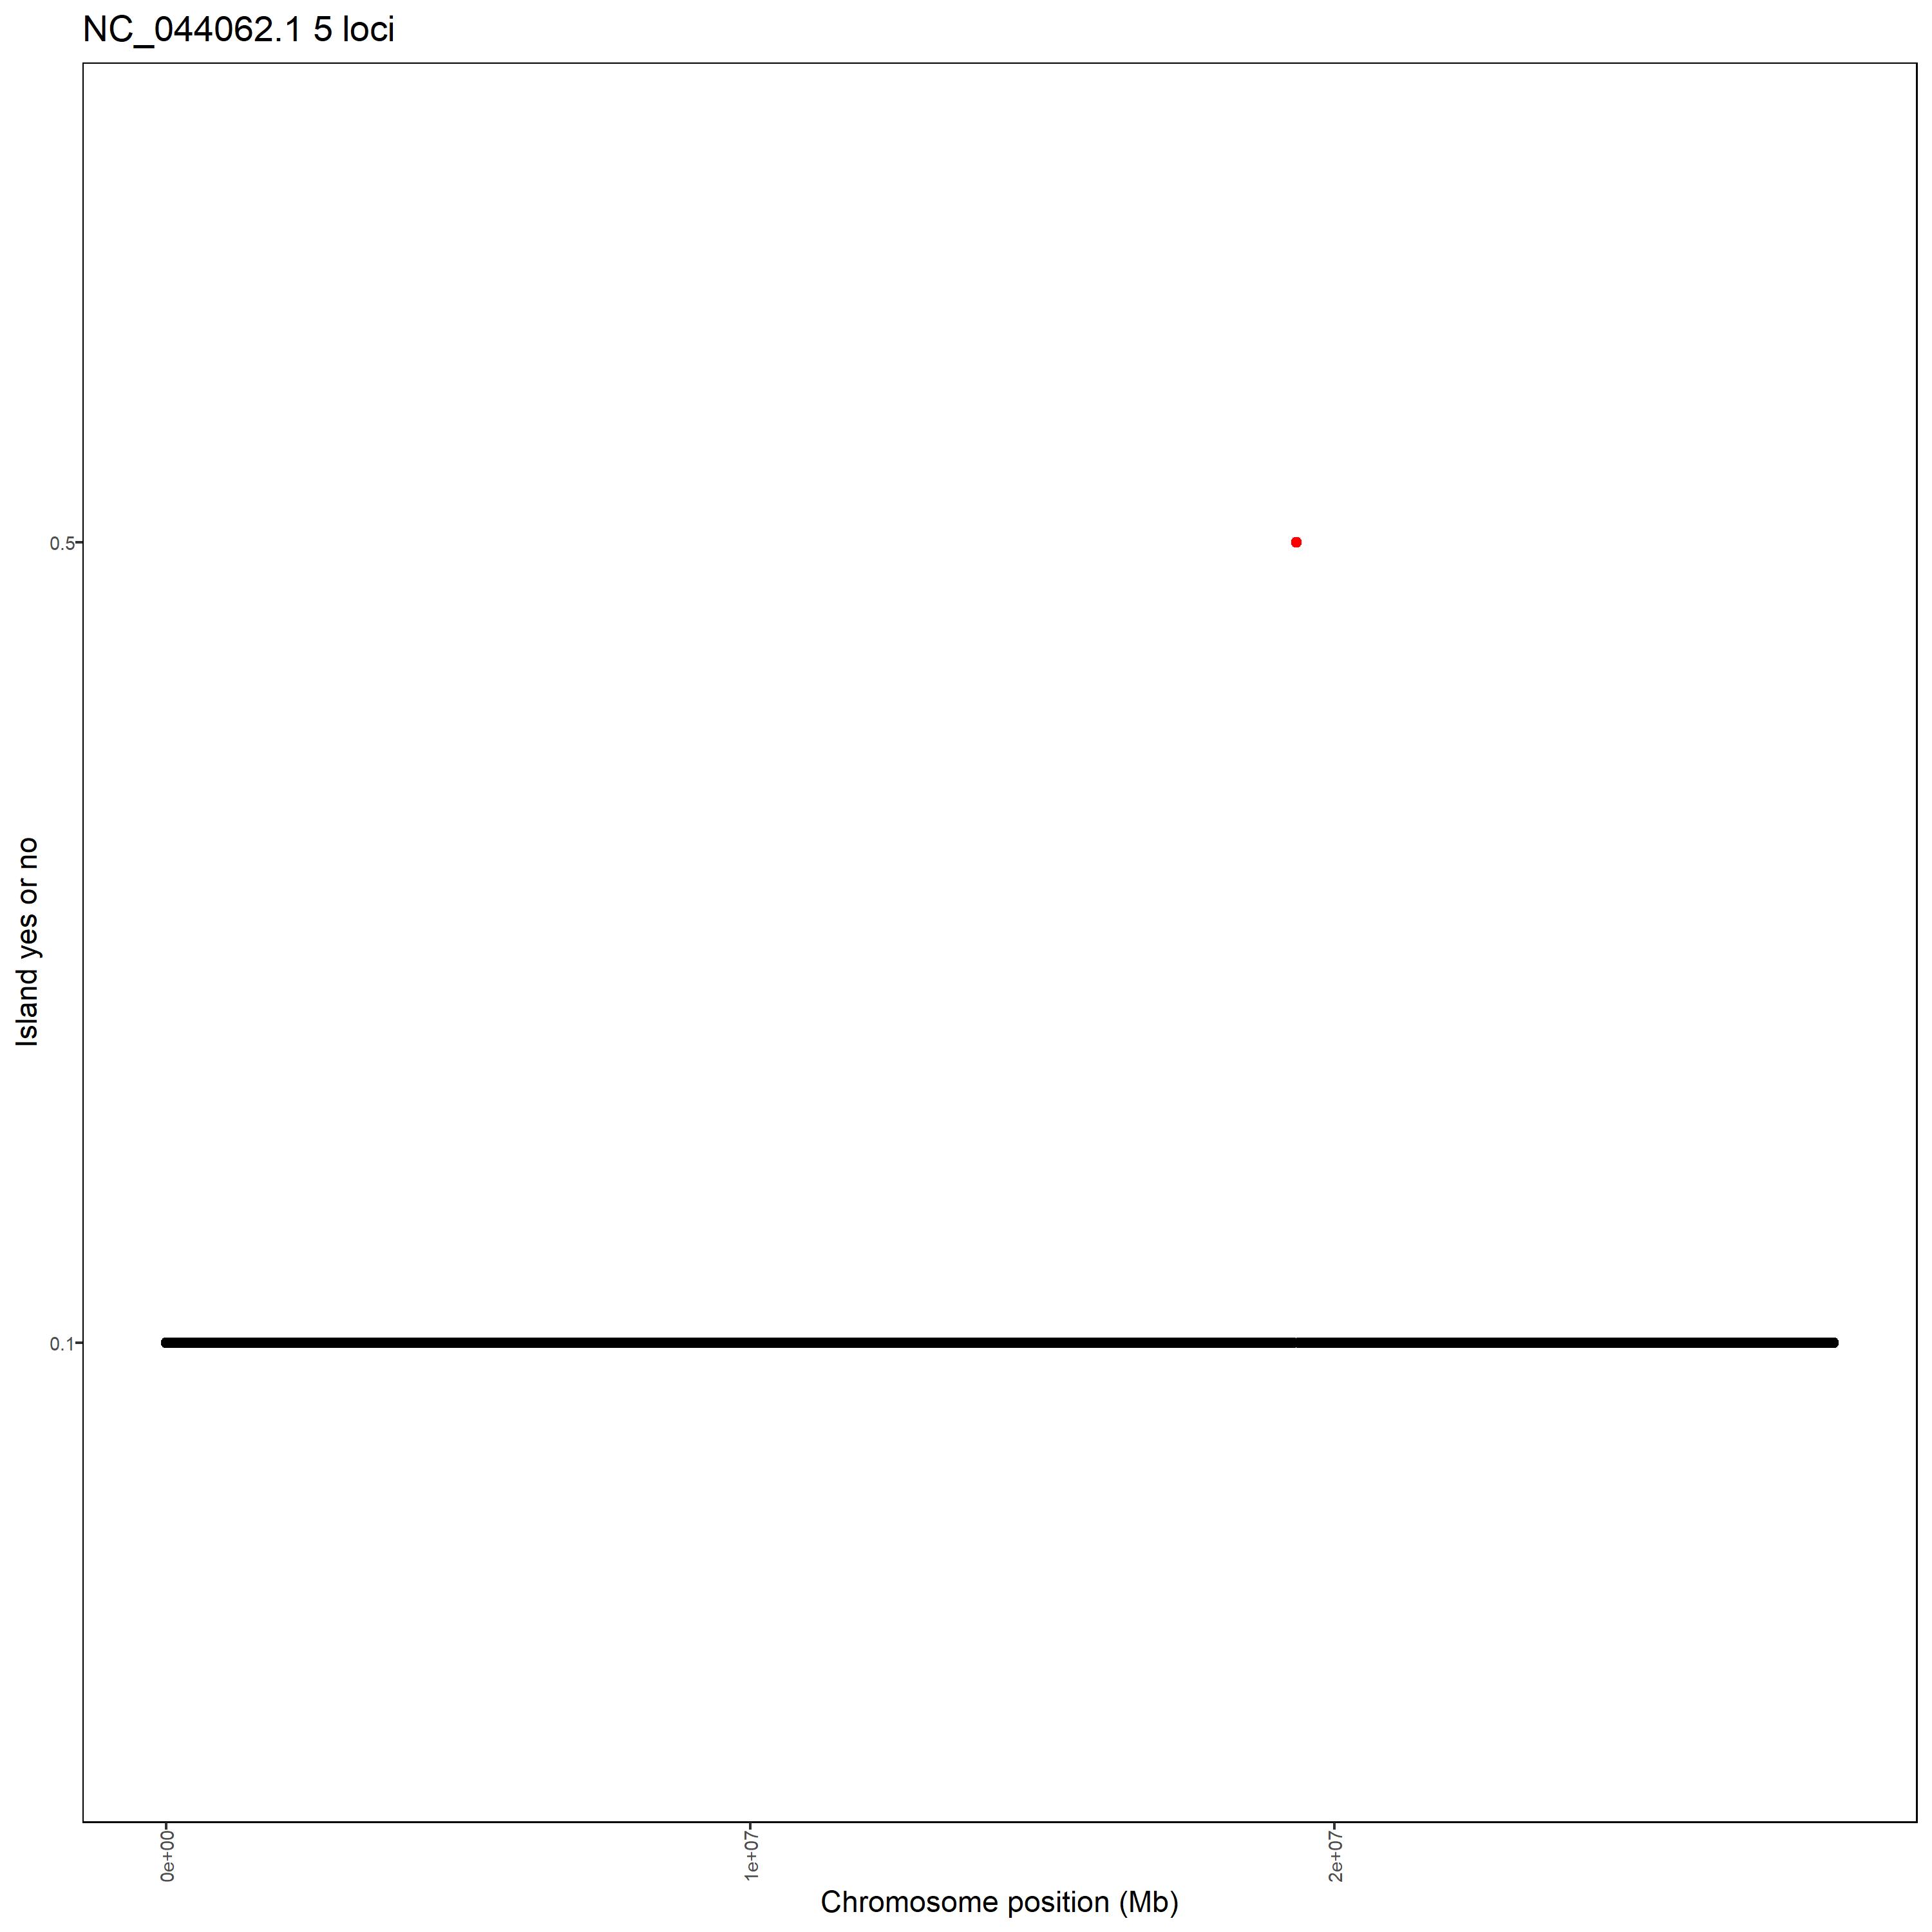 NC_044062.1 5 loci
Island yes or no
0.5
0.1
0e+00
1e+07
2e+07
Chromosome position (Mb)